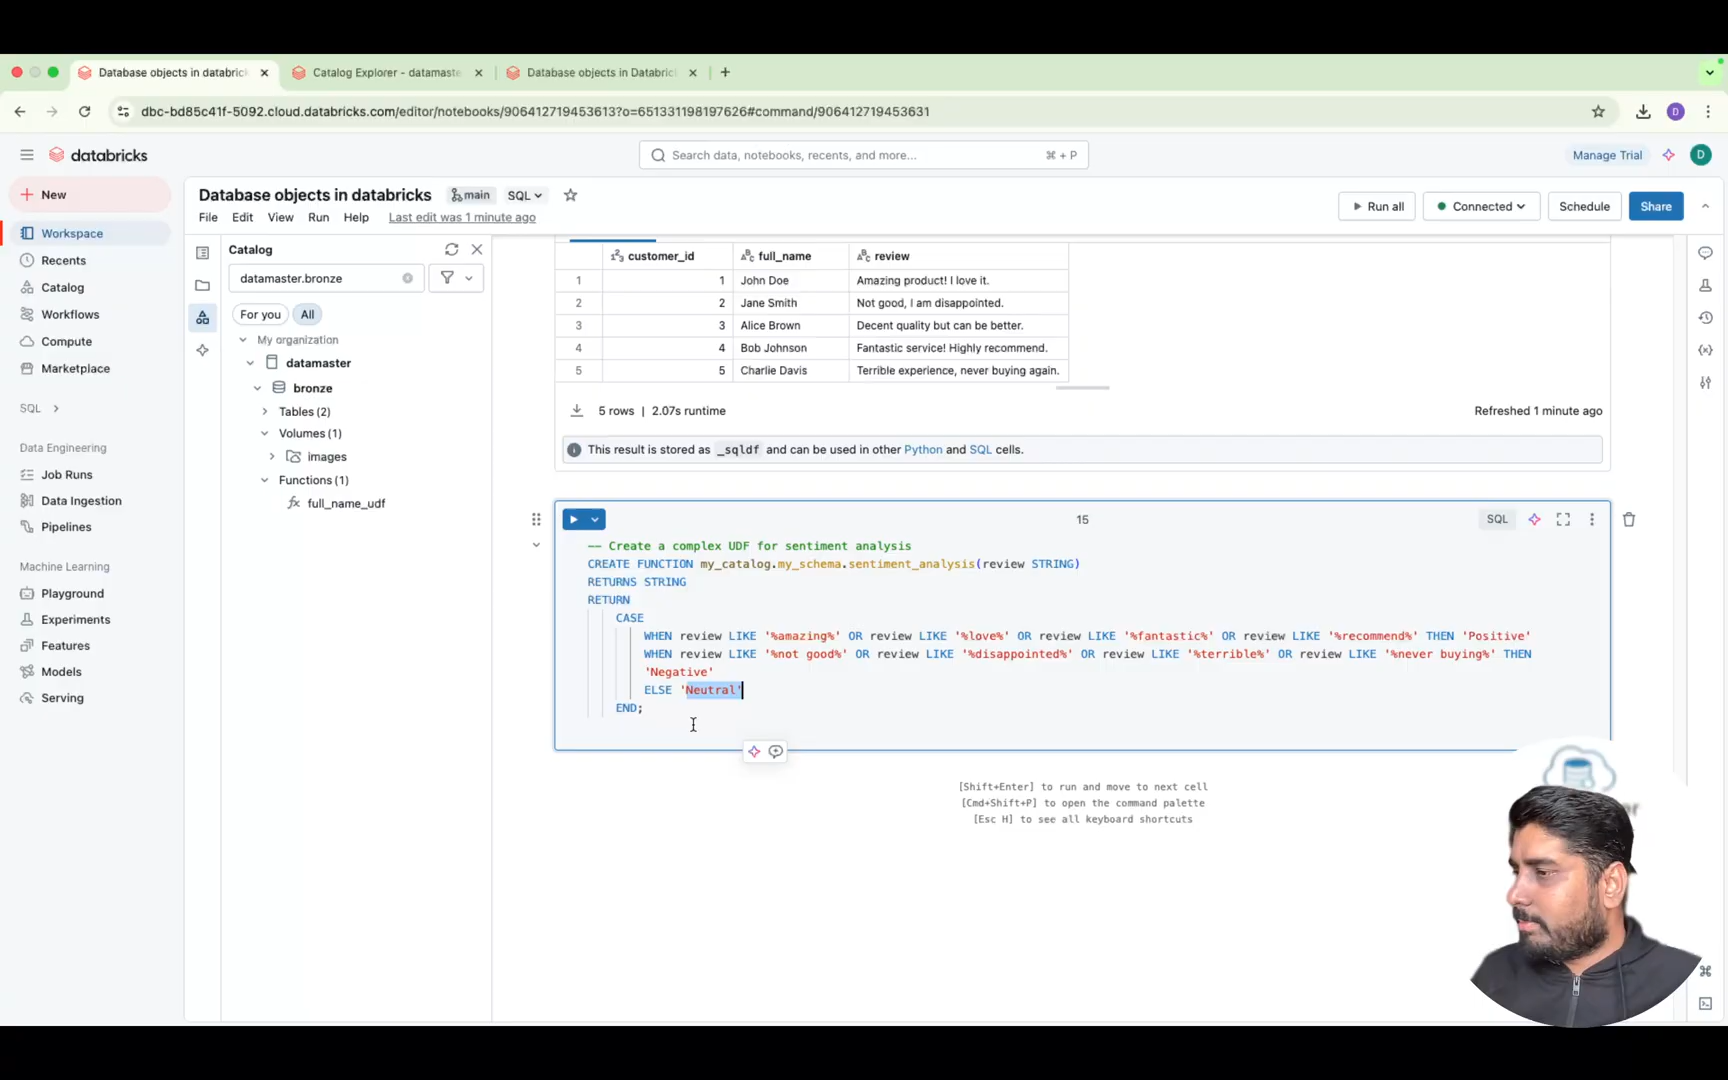 Database objects in databric
Catalog Explorer - datamaste
Database objects in Databric
dbc-bd85c41f-5092.cloud.databricks.com/editor/notebooks/906412719453613?o=651331198197626#command/906412719453631
D
databricks
Search data, notebooks, recents, and more...
⌘ + P
Manage Trial
D
New
Database objects in databricks
main
SQL
Run all
Connected
Schedule
Share
File
Edit
View
Run
Help
Last edit was 1 minute ago
Workspace
Recents
Catalog
Workflows
Compute
Marketplace
SQL
Data Engineering
Job Runs
Data Ingestion
Pipelines
Machine Learning
Playground
Experiments
Features
Models
Serving
Catalog
datamaster.bronze
For you
All
My organization
datamaster
bronze
Tables (2)
Volumes (1)
images
Functions (1)
full_name_udf
customer_id full_name review
1 1 John Doe Amazing product! I love it.
2 2 Jane Smith Not good, I am disappointed.
3 3 Alice Brown Decent quality but can be better.
4 4 Bob Johnson Fantastic service! Highly recommend.
5 5 Charlie Davis Terrible experience, never buying again.
5 rows | 2.07s runtime
Refreshed 1 minute ago
This result is stored as _sqldf and can be used in other Python and SQL cells.
15
SQL
-- Create a complex UDF for sentiment analysis
CREATE FUNCTION my_catalog.my_schema.sentiment_analysis(review STRING)
RETURNS STRING
RETURN
CASE
WHEN review LIKE '%amazing%' OR review LIKE '%love%' OR review LIKE '%fantastic%' OR review LIKE '%recommend%' THEN 'Positive'
WHEN review LIKE '%not good%' OR review LIKE '%disappointed%' OR review LIKE '%terrible%' OR review LIKE '%never buying%' THEN
'Negative'
ELSE 'Neutral'
END;
[Shift+Enter] to run and move to next cell
[Cmd+Shift+P] to open the command palette
[Esc H] to see all keyboard shortcuts